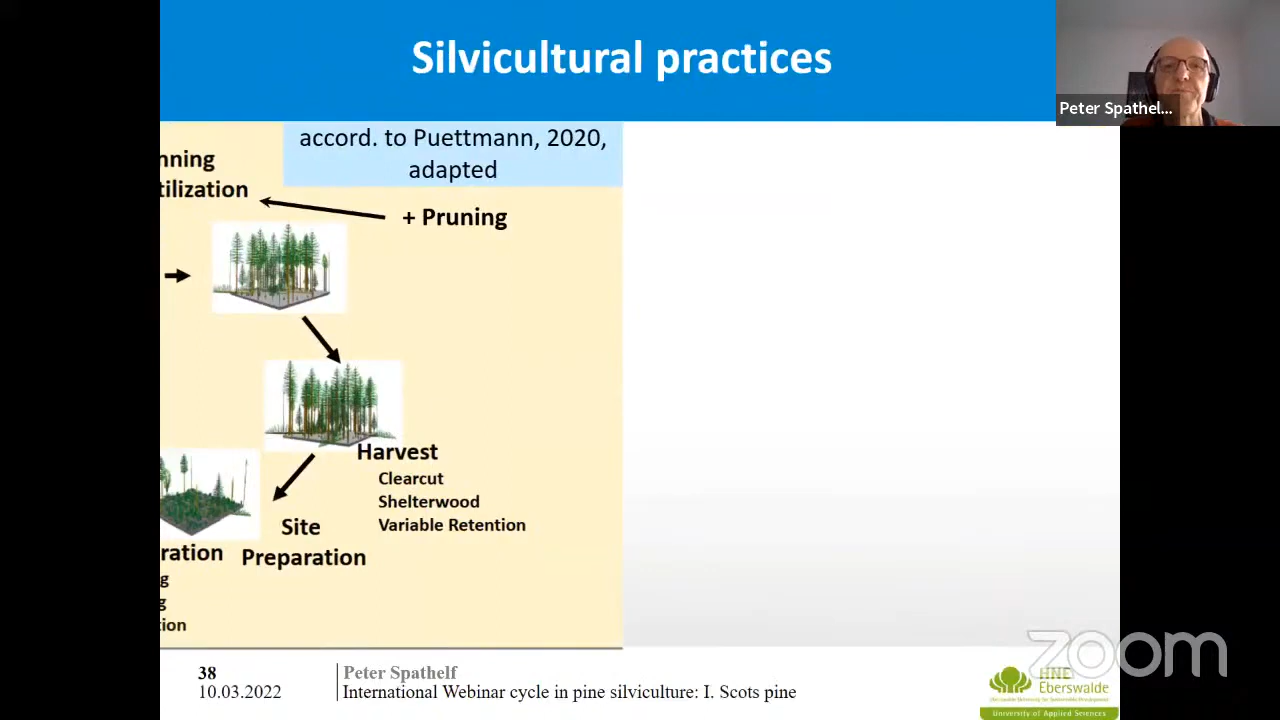 Silvicultural practices
Peter Spathel...
accord. to Puettmann, 2020,
adapted
nning
tilization
+ Pruning
Harvest
Clearcut
Shelterwood
Variable Retention
Site
Preparation
ration
g
g
tion
zoom
38
Peter Spathelf
10.03.2022
International Webinar cycle in pine silviculture: I. Scots pine
HNE
Eberswalde
University of Applied Sciences